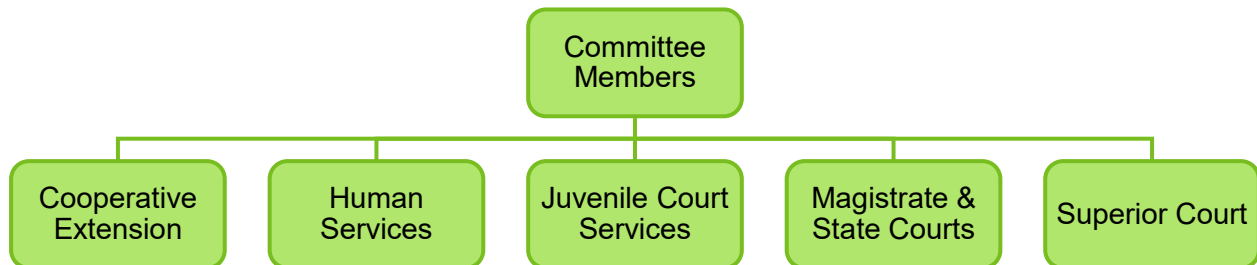 Committee
Members
Cooperative
Extension
Human
Services
Juvenile Court
Services
Magistrate &
State Courts
Superior Court